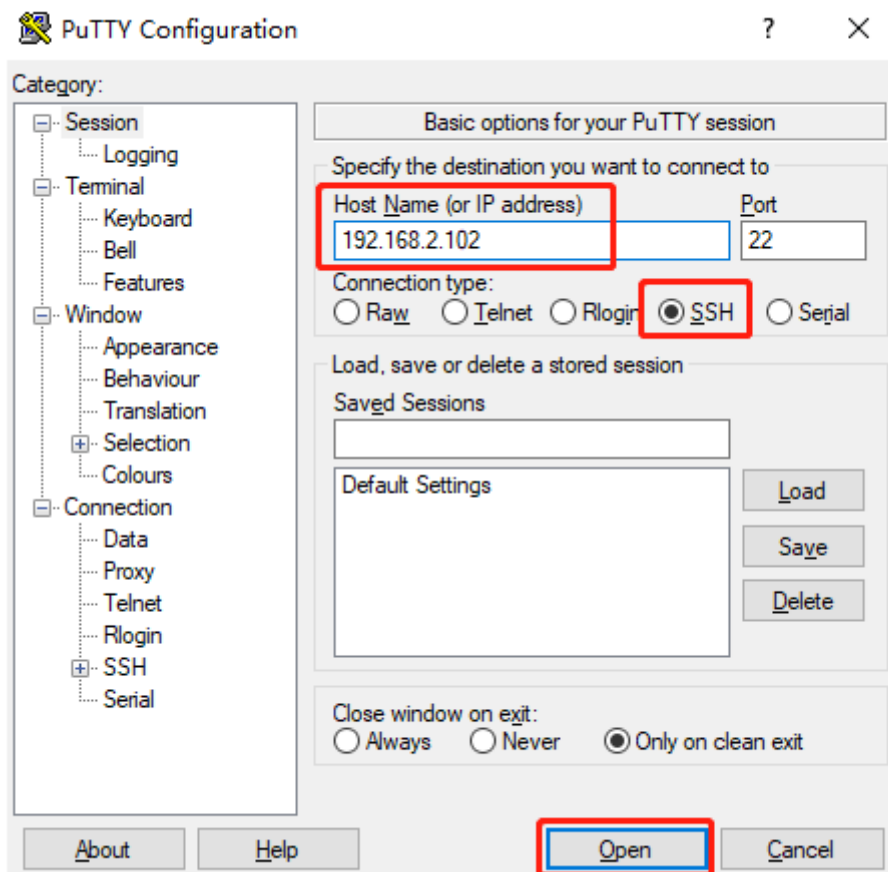 PuTTY Configuration
?
Category:
Session
Logging
Terminal
Keyboard
Bell
Features
Window
Appearance
Behaviour
Translation
Selection
Colours
Connection
Data
Proxy
Telnet
Rlogin
SSH
Serial
Basic options for your PuTTY session
Specify the destination you want to connect to
Host Name (or IP address) Port
192.168.2.102 22
Connection type:
Raw Telnet Rlogin SSH Serial
Load, save or delete a stored session
Saved Sessions
Default Settings
Load
Save
Delete
Close window on exit:
Always Never Only on clean exit
About Help Open Cancel